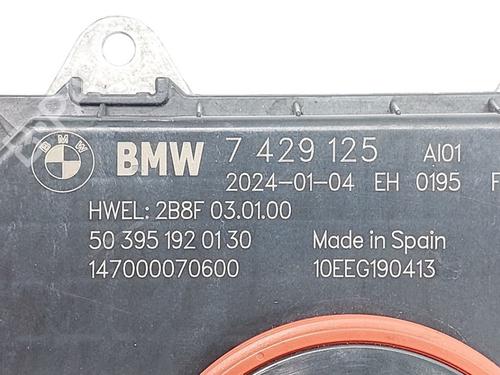 BMW 7 429 125 AI01
2024-01-04 EH 0195 F
HWEL: 2B8F 03.01.00
50 395 192 01 30 Made in Spain
147000070600 10EEG190413